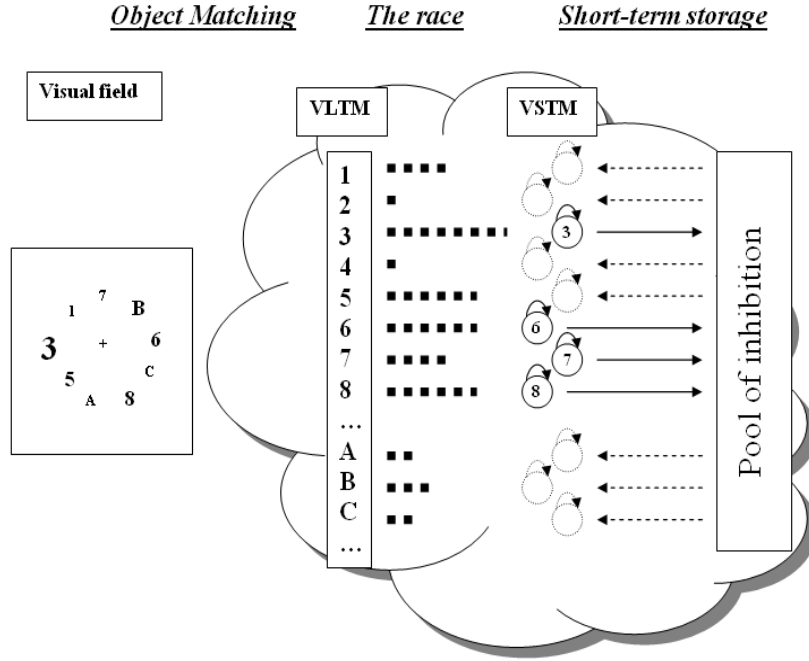 Object Matching The race Short-term storage
Visual field
VLTM
VSTM
1
2
3
4
5
6
7
8
…
A
B
C
…
3
6
7
8
7
1 B
3 + 6
5 C
A 8
Pool of inhibition